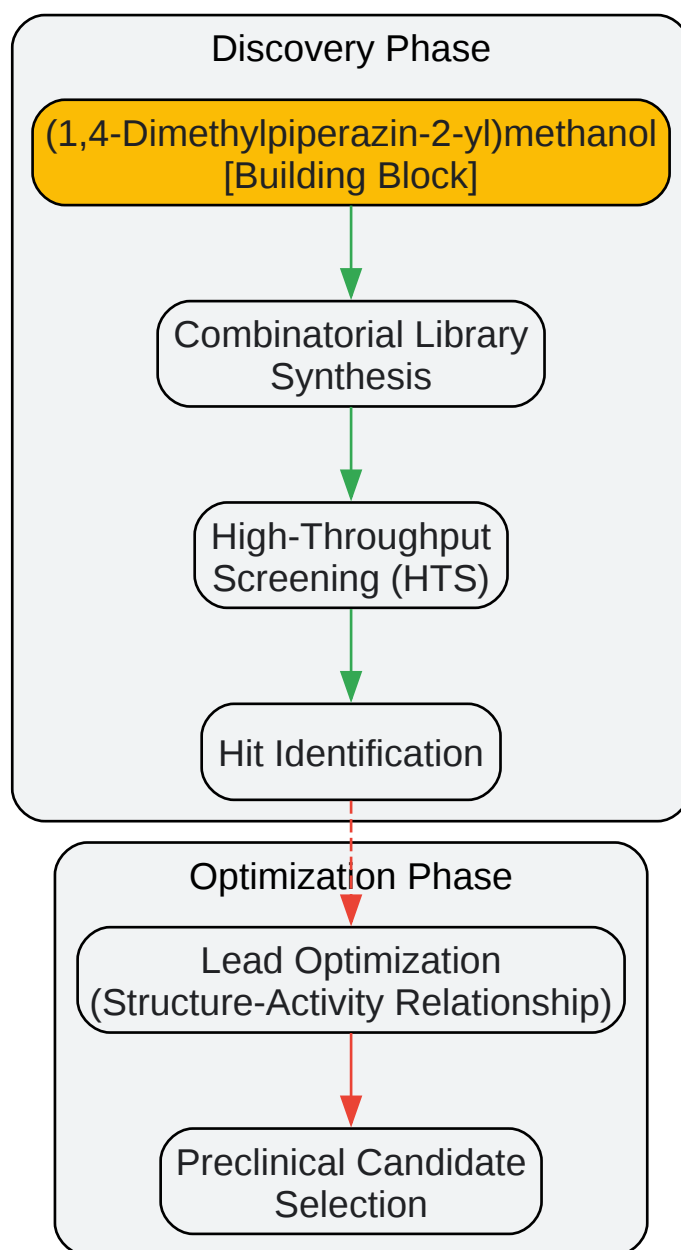 Discovery Phase
(1,4-Dimethylpiperazin-2-yl)methanol
[Building Block]
Combinatorial Library
Synthesis
High-Throughput
Screening (HTS)
Hit Identification
Optimization Phase
Lead Optimization
(Structure-Activity Relationship)
Preclinical Candidate
Selection